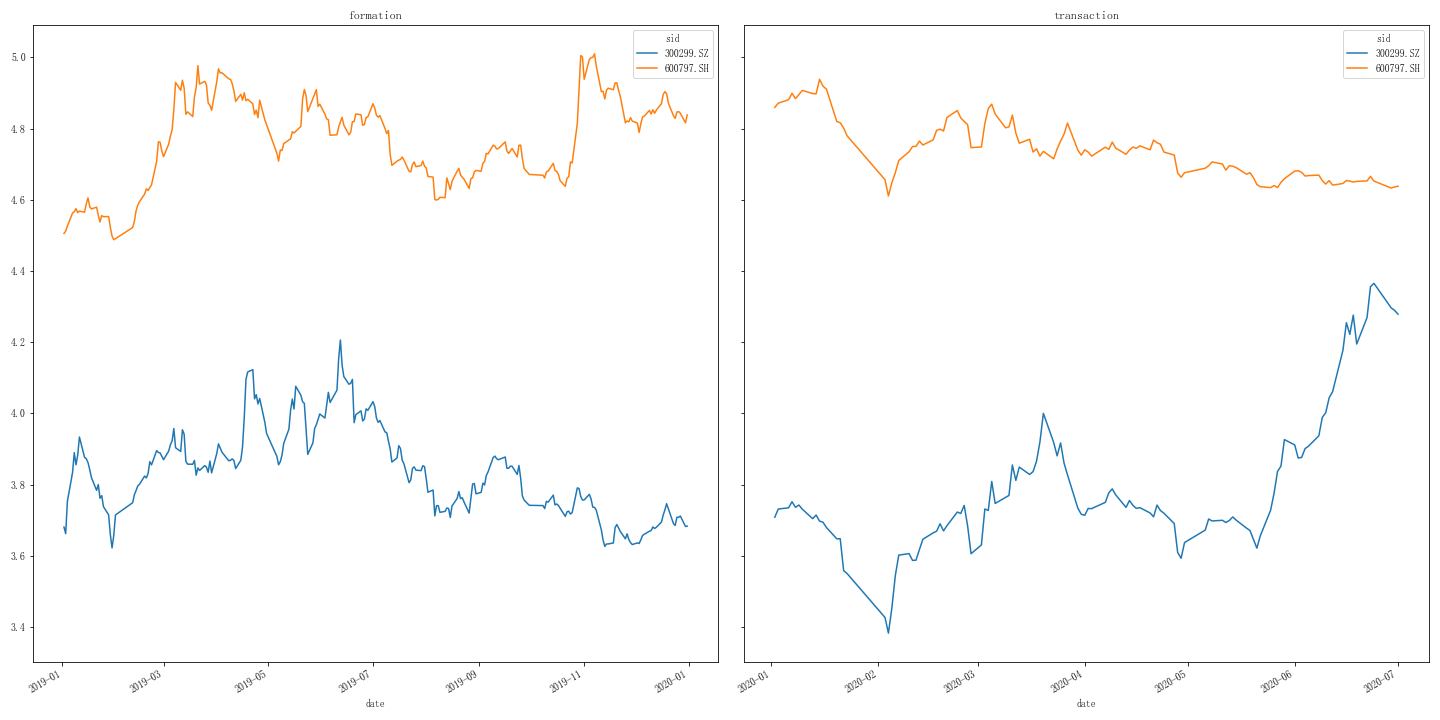 formation
sid
300299.SZ
600797.SH
5.0
4.8
4.6
4.4
4.2
4.0
3.8
3.6
3.4
2019-01
2019-03
2019-05
2019-07
2019-09
2019-11
2020-01
date
transaction
sid
300299.SZ
600797.SH
2020-01
2020-02
2020-03
2020-04
2020-05
2020-06
2020-07
date